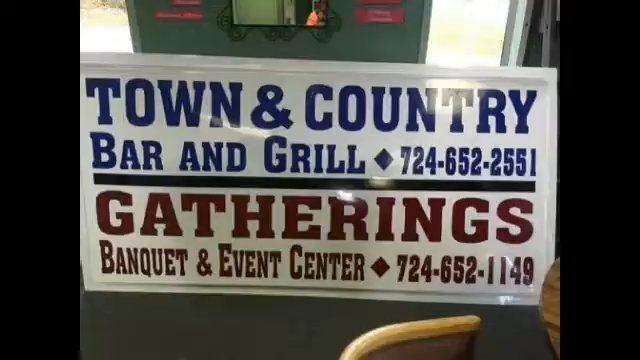 TOWN & COUNTRY
BAR AND GRILL ◆ 724-652-2551
GATHERINGS
BANQUET & EVENT CENTER ◆ 724-652-1149